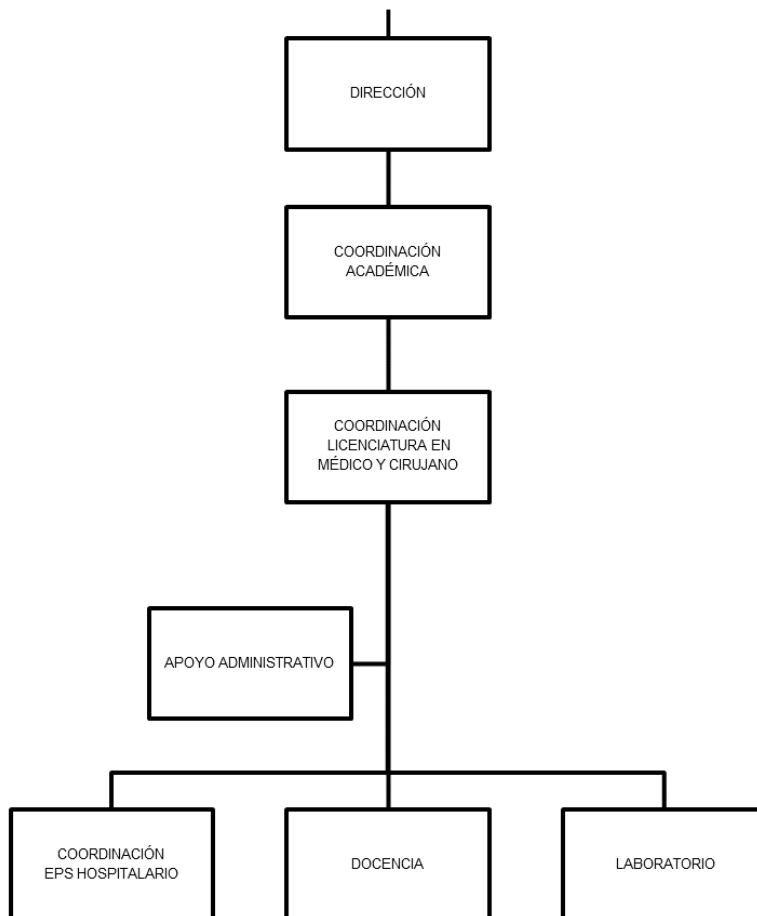 DIRECCIÓN
COORDINACIÓN
ACADÉMICA
COORDINACIÓN
LICENCIATURA EN
MÉDICO Y CIRUJANO
APOYO ADMINISTRATIVO
COORDINACIÓN
EPS HOSPITALARIO
DOCENCIA
LABORATORIO